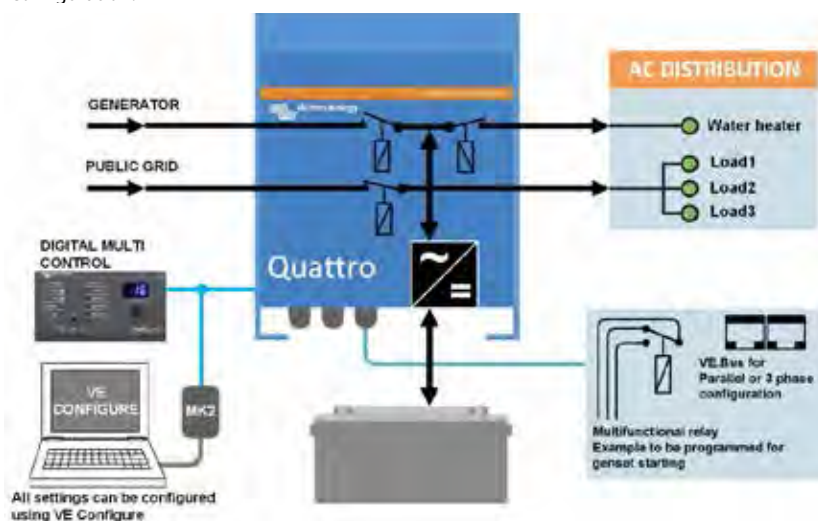 AC DISTRIBUTION
GENERATOR
Water heater
PUBLIC GRID
Load1
Load2
Load3
DIGITAL MULTI
CONTROL
Quattro
VE
CONFIGURE
MK2
VE.Bus for
Parallel or 3 phase
configuration
Multifunctional relay
Example to be programmed for
genset starting
All settings can be configured
using VE Configure